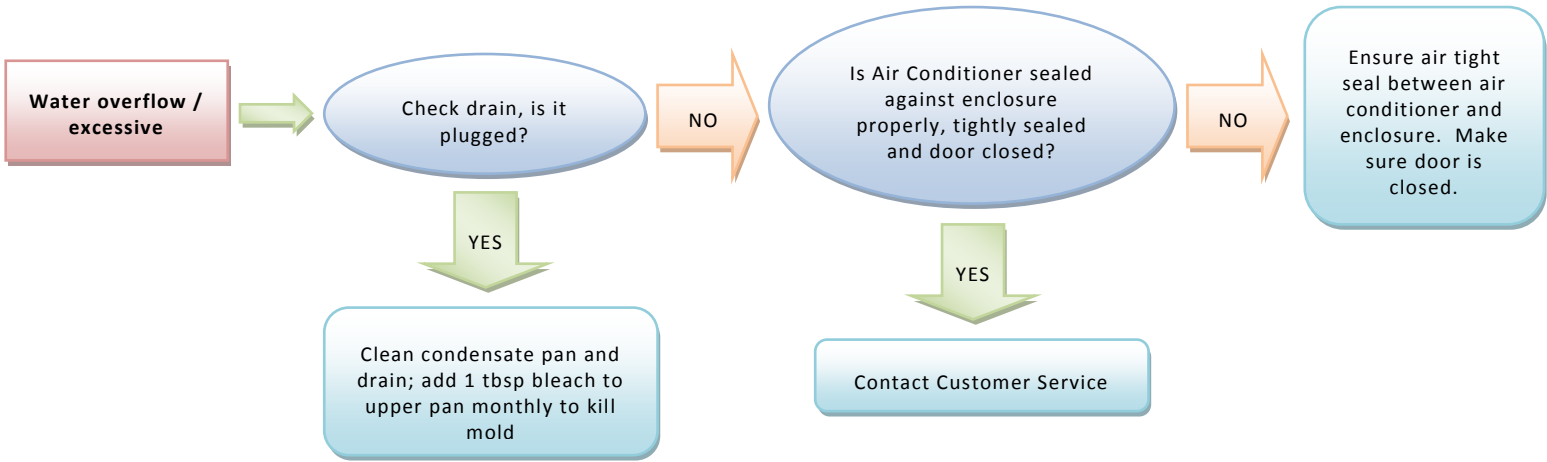 Water overflow /
excessive
Check drain, is it
plugged?
NO
Is Air Conditioner sealed
against enclosure
properly, tightly sealed
and door closed?
NO
Ensure air tight
seal between air
conditioner and
enclosure. Make
sure door is
closed.
YES
Clean condensate pan and
drain; add 1 tbsp bleach to
upper pan monthly to kill
mold
YES
Contact Customer Service